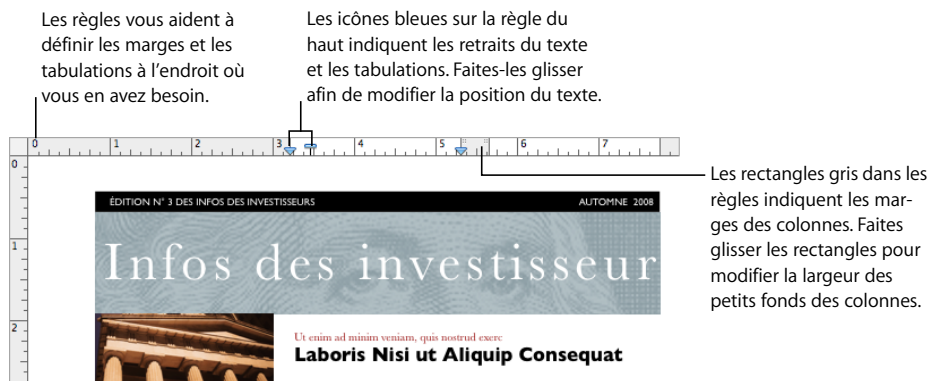 Les règles vous aident à
définir les marges et les
tabulations à l'endroit où
vous en avez besoin.
Les icônes bleues sur la règle du
haut indiquent les retraits du texte
et les tabulations. Faites-les glisser
afin de modifier la position du texte.
0 1 2 3 4 5 6 7
0
1
2
Les rectangles gris dans les
règles indiquent les mar-
ges des colonnes. Faites
glisser les rectangles pour
modifier la largeur des
petits fonds des colonnes.
ÉDITION N° 3 DES INFOS DES INVESTISSEURS AUTOMNE 2008
Infos des investisseur
Ut enim ad minim veniam, quis nostrud exerc
Laboris Nisi ut Aliquip Consequat